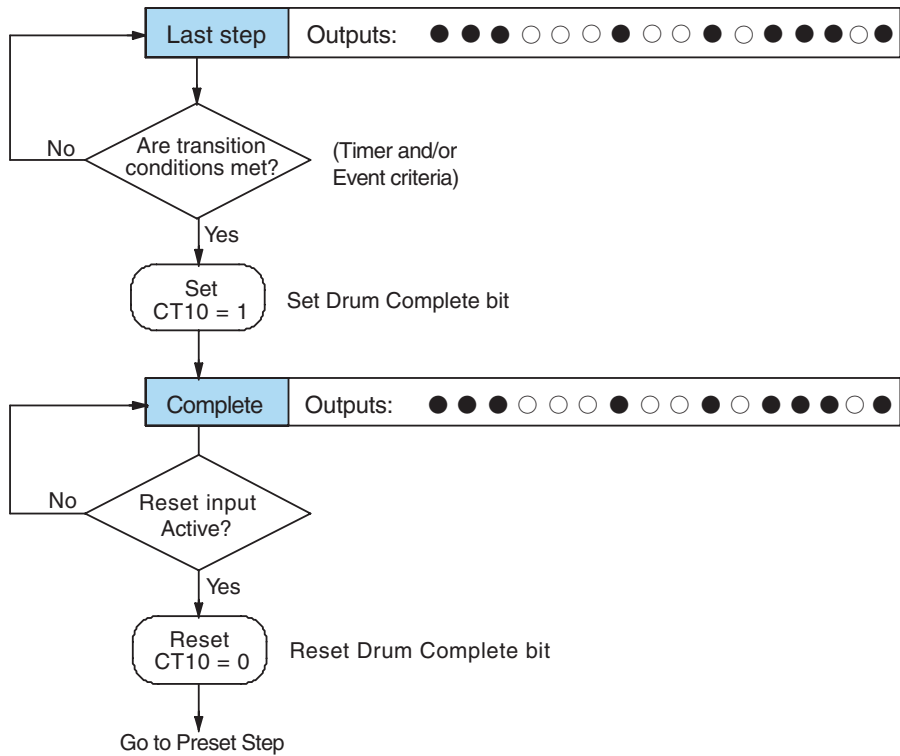 Last step
Outputs:
Are transition
conditions met?
No
(Timer and/or
Event criteria)
Yes
Set
CT10 = 1
Set Drum Complete bit
Complete
Outputs:
No
Reset input
Active?
Yes
Reset
CT10 = 0
Reset Drum Complete bit
Go to Preset Step